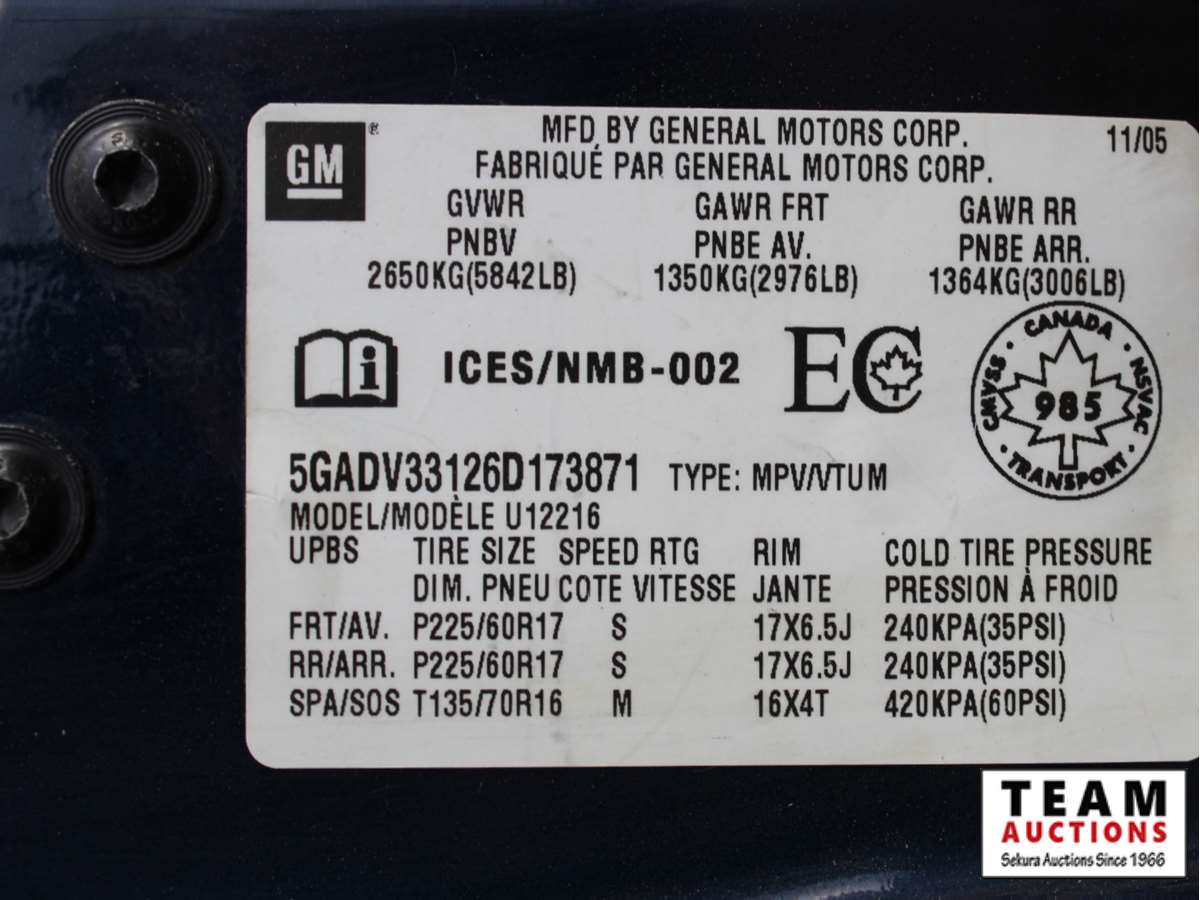 GM ®
MFD BY GENERAL MOTORS CORP. 11/05
FABRIQUÉ PAR GENERAL MOTORS CORP.
GVWR GAWR FRT GAWR RR
PNBV PNBE AV. PNBE ARR.
2650KG(5842LB) 1350KG(2976LB) 1364KG(3006LB)
i ICES/NMB-002 EC
CANADA · NSVAC · TRANSPORT · CMVSS ·
985
5GADV33126D173871 TYPE: MPV/VTUM
MODEL/MODÈLE U12216
UPBS TIRE SIZE SPEED RTG RIM COLD TIRE PRESSURE
DIM. PNEU COTE VITESSE JANTE PRESSION À FROID
FRT/AV. P225/60R17 S 17X6.5J 240KPA(35PSI)
RR/ARR. P225/60R17 S 17X6.5J 240KPA(35PSI)
SPA/SOS T135/70R16 M 16X4T 420KPA(60PSI)
TEAM
AUCTIONS
Sekura Auctions Since 1966